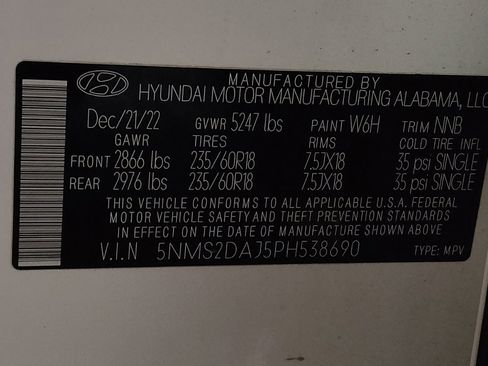 MANUFACTURED BY
HYUNDAI MOTOR MANUFACTURING ALABAMA, LLC
Dec/21/22 GVWR 5247 lbs PAINT W6H TRIM NNB
GAWR TIRES RIMS COLD TIRE INFL
FRONT 2866 lbs 235/60R18 7.5JX18 35 psi SINGLE
REAR 2976 lbs 235/60R18 7.5JX18 35 psi SINGLE
THIS VEHICLE CONFORMS TO ALL APPLICABLE U.S.A. FEDERAL
MOTOR VEHICLE SAFETY AND THEFT PREVENTION STANDARDS
IN EFFECT ON THE DATE OF MANUFACTURE SHOWN ABOVE.
V.I.N 5NMS2DAJ5PH538690 TYPE: MPV